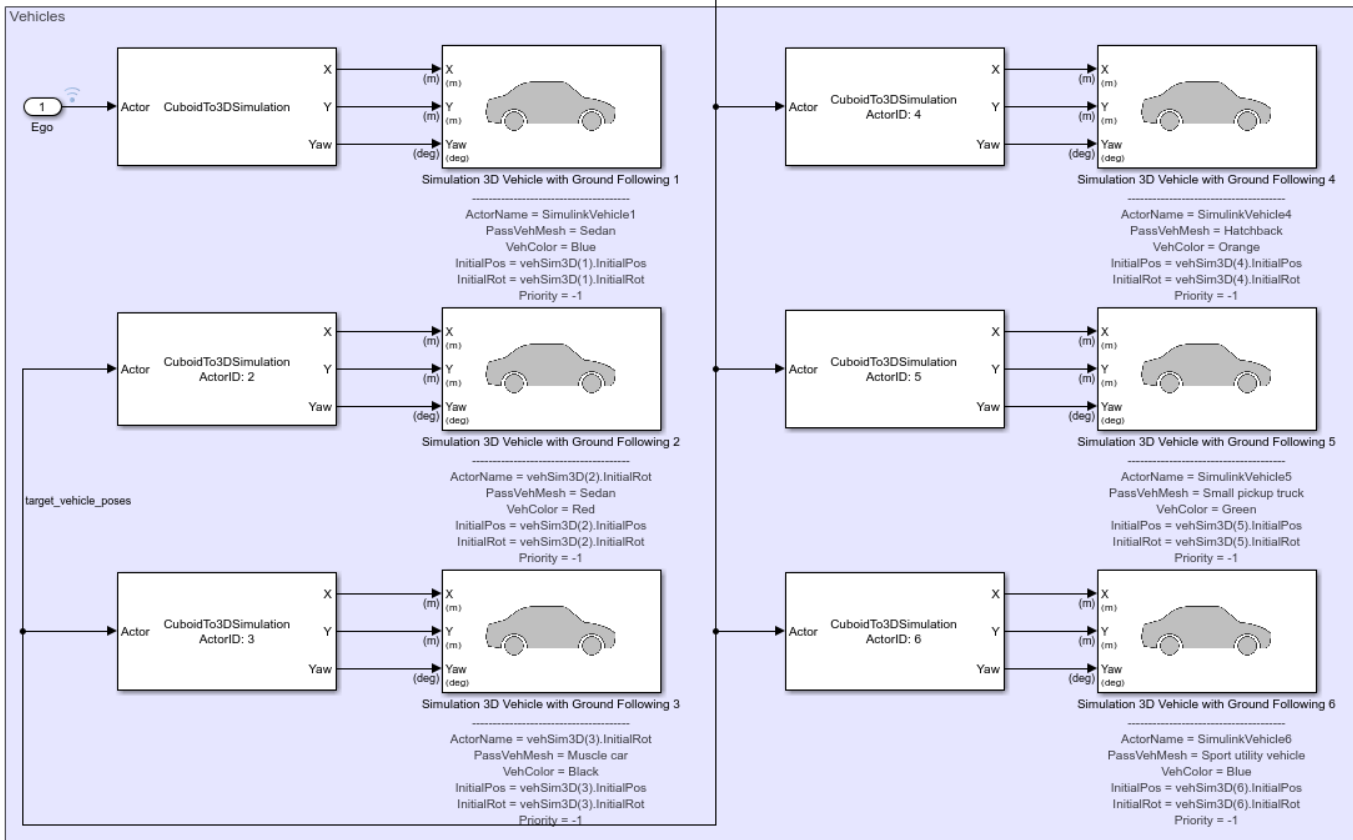 Vehicles
1
Ego
Actor
CuboidTo3DSimulation
X
Y
Yaw
(m)
(m)
(deg)
X
(m)
Y
(m)
Yaw
(deg)
Simulation 3D Vehicle with Ground Following 1
----------------------------------------
ActorName = SimulinkVehicle1
PassVehMesh = Sedan
VehColor = Blue
InitialPos = vehSim3D(1).InitialPos
InitialRot = vehSim3D(1).InitialRot
Priority = -1
Actor
CuboidTo3DSimulation
ActorID: 2
X
Y
Yaw
(m)
(m)
(deg)
X
(m)
Y
(m)
Yaw
(deg)
Simulation 3D Vehicle with Ground Following 2
----------------------------------------
ActorName = vehSim3D(2).InitialRot
PassVehMesh = Sedan
VehColor = Red
InitialPos = vehSim3D(2).InitialPos
InitialRot = vehSim3D(2).InitialRot
Priority = -1
target_vehicle_poses
Actor
CuboidTo3DSimulation
ActorID: 3
X
Y
Yaw
(m)
(m)
(deg)
X
(m)
Y
(m)
Yaw
(deg)
Simulation 3D Vehicle with Ground Following 3
----------------------------------------
ActorName = vehSim3D(3).InitialRot
PassVehMesh = Muscle car
VehColor = Black
InitialPos = vehSim3D(3).InitialPos
InitialRot = vehSim3D(3).InitialRot
Priority = -1
Actor
CuboidTo3DSimulation
ActorID: 4
X
Y
Yaw
(m)
(m)
(deg)
X
(m)
Y
(m)
Yaw
(deg)
Simulation 3D Vehicle with Ground Following 4
----------------------------------------
ActorName = SimulinkVehicle4
PassVehMesh = Hatchback
VehColor = Orange
InitialPos = vehSim3D(4).InitialPos
InitialRot = vehSim3D(4).InitialRot
Priority = -1
Actor
CuboidTo3DSimulation
ActorID: 5
X
Y
Yaw
(m)
(m)
(deg)
X
(m)
Y
(m)
Yaw
(deg)
Simulation 3D Vehicle with Ground Following 5
----------------------------------------
ActorName = SimulinkVehicle5
PassVehMesh = Small pickup truck
VehColor = Green
InitialPos = vehSim3D(5).InitialPos
InitialRot = vehSim3D(5).InitialRot
Priority = -1
Actor
CuboidTo3DSimulation
ActorID: 6
X
Y
Yaw
(m)
(m)
(deg)
X
(m)
Y
(m)
Yaw
(deg)
Simulation 3D Vehicle with Ground Following 6
----------------------------------------
ActorName = SimulinkVehicle6
PassVehMesh = Sport utility vehicle
VehColor = Blue
InitialPos = vehSim3D(6).InitialPos
InitialRot = vehSim3D(6).InitialRot
Priority = -1